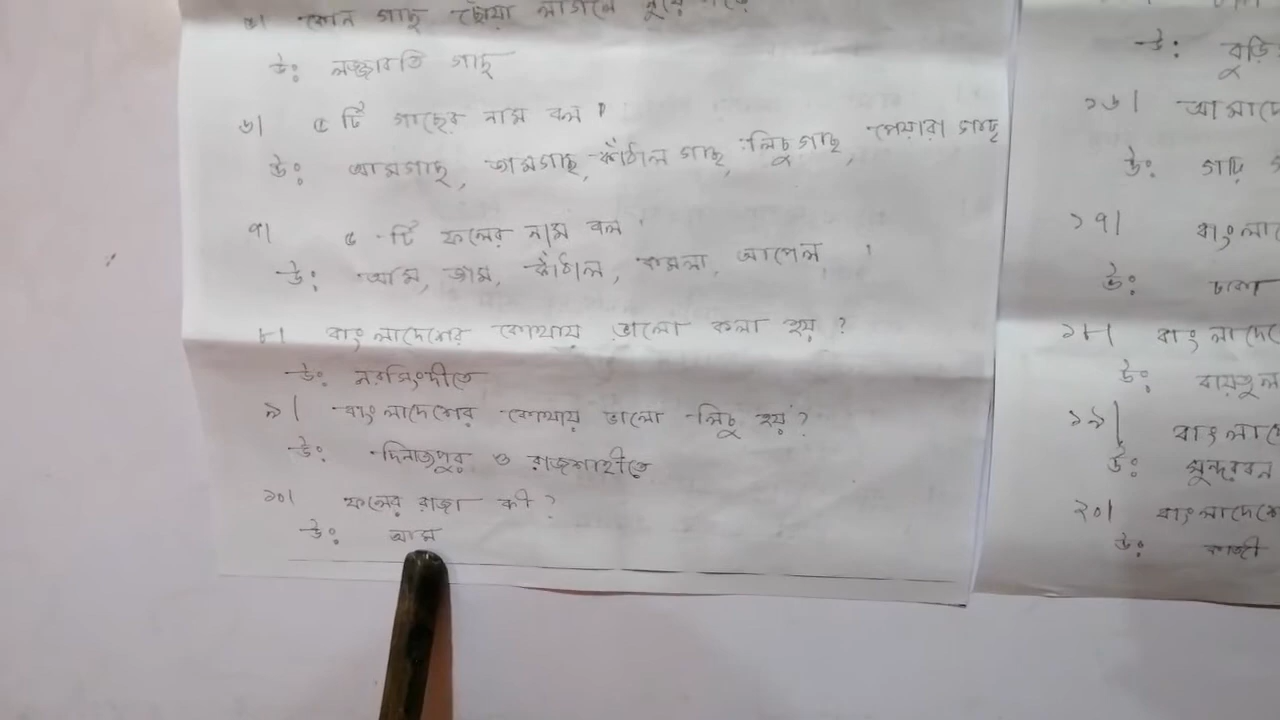 ৫। কোন গাছ ছোঁয়া লাগলে নুয়ে পড়ে
উঃ লজ্জাবতি গাছ
৬। ৫ টি গাছের নাম বল ।
উঃ আমগাছ, জামগাছ, কাঁঠাল গাছ, লিচু গাছ, পেয়ারা গাছ
৭। ৫ টি ফলের নাম বল ।
উঃ আম, জাম, কাঁঠাল, কমলা, আপেল ।
৮। বাংলাদেশের কোথায় ভালো কলা হয় ?
উঃ নরসিংদীতে
৯। বাংলাদেশের কোথায় ভালো লিচু হয় ?
উঃ দিনাজপুর ও রাজশাহীতে
১০। ফলের রাজা কী ?
উঃ আম
উঃ বুড়ি
১৬। আমাদে
উঃ
১৭। বাংলা
উঃ ঢাকা
১৮। বাংলাদে
উঃ বায়তুল
১৯। বাংলাদে
উঃ সুন্দরবন
২০। বাংলাদেশে
উঃ কাজী